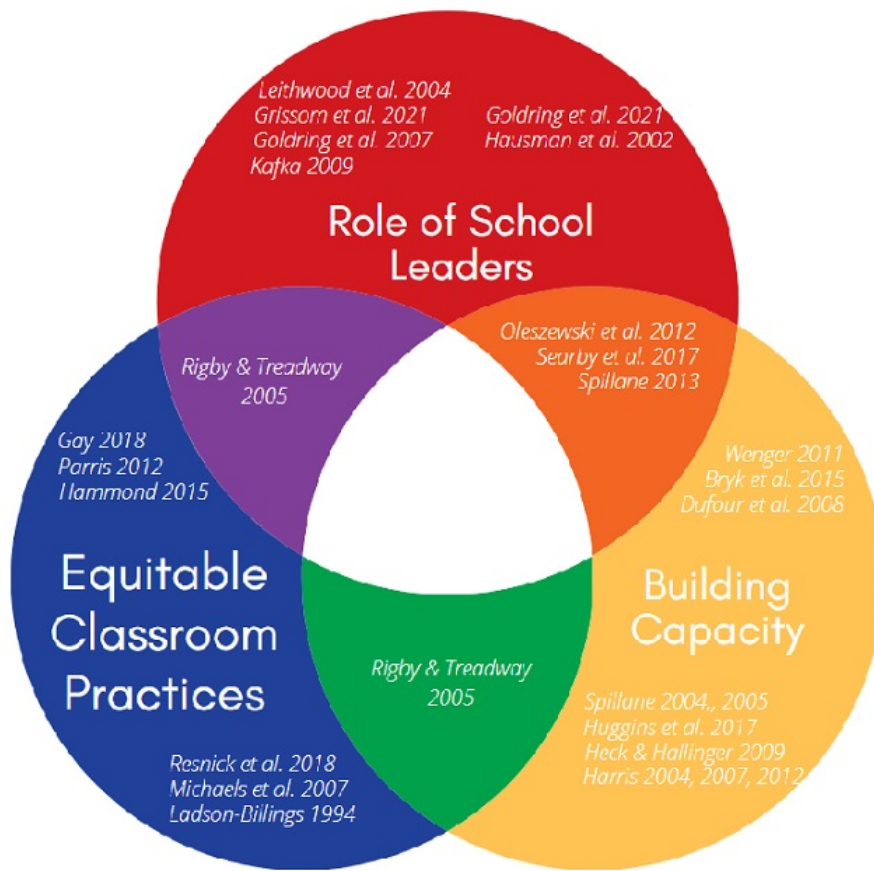 Leithwood et al. 2004
Grissom et al. 2021
Goldring et al. 2007
Kafka 2009
Goldring et al. 2021
Hausman et al. 2002
Role of School
Leaders
Rigby & Treadway
2005
Oleszewski et al. 2012
Searby et al. 2017
Spillane 2013
Gay 2018
Parris 2012
Hammond 2015
Wenger 2011
Bryk et al. 2015
Dufour et al. 2008
Equitable
Classroom
Practices
Building
Capacity
Rigby & Treadway
2005
Spillane 2004,, 2005
Huggins et al. 2017
Heck & Hallinger 2009
Harris 2004, 2007, 2012
Resnick et al. 2018
Michaels et al. 2007
Ladson-Billings 1994